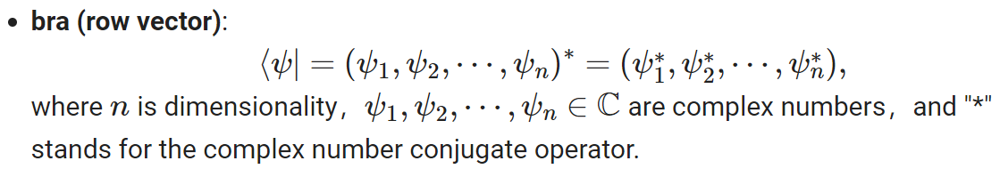 • bra (row vector):
⟨ψ| = (ψ₁, ψ₂, ⋯, ψₙ)* = (ψ₁*, ψ₂*, ⋯, ψₙ*),
where n is dimensionality，ψ₁, ψ₂, ⋯, ψₙ ∈ ℂ are complex numbers，and "*"
stands for the complex number conjugate operator.